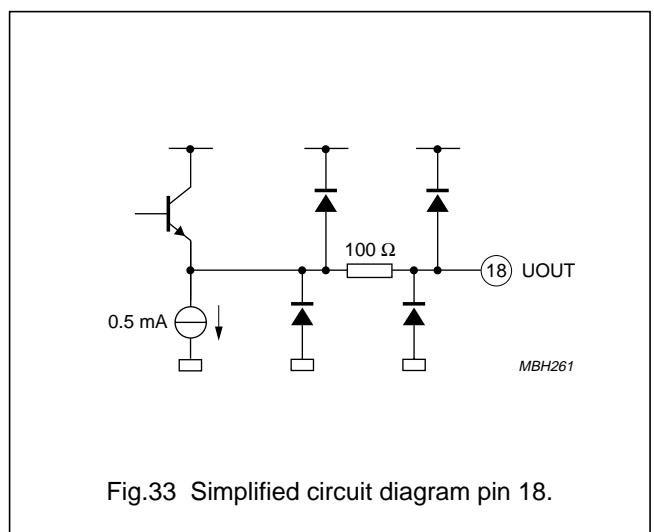 100 Ω
18 UOUT
0.5 mA
MBH261
Fig.33 Simplified circuit diagram pin 18.